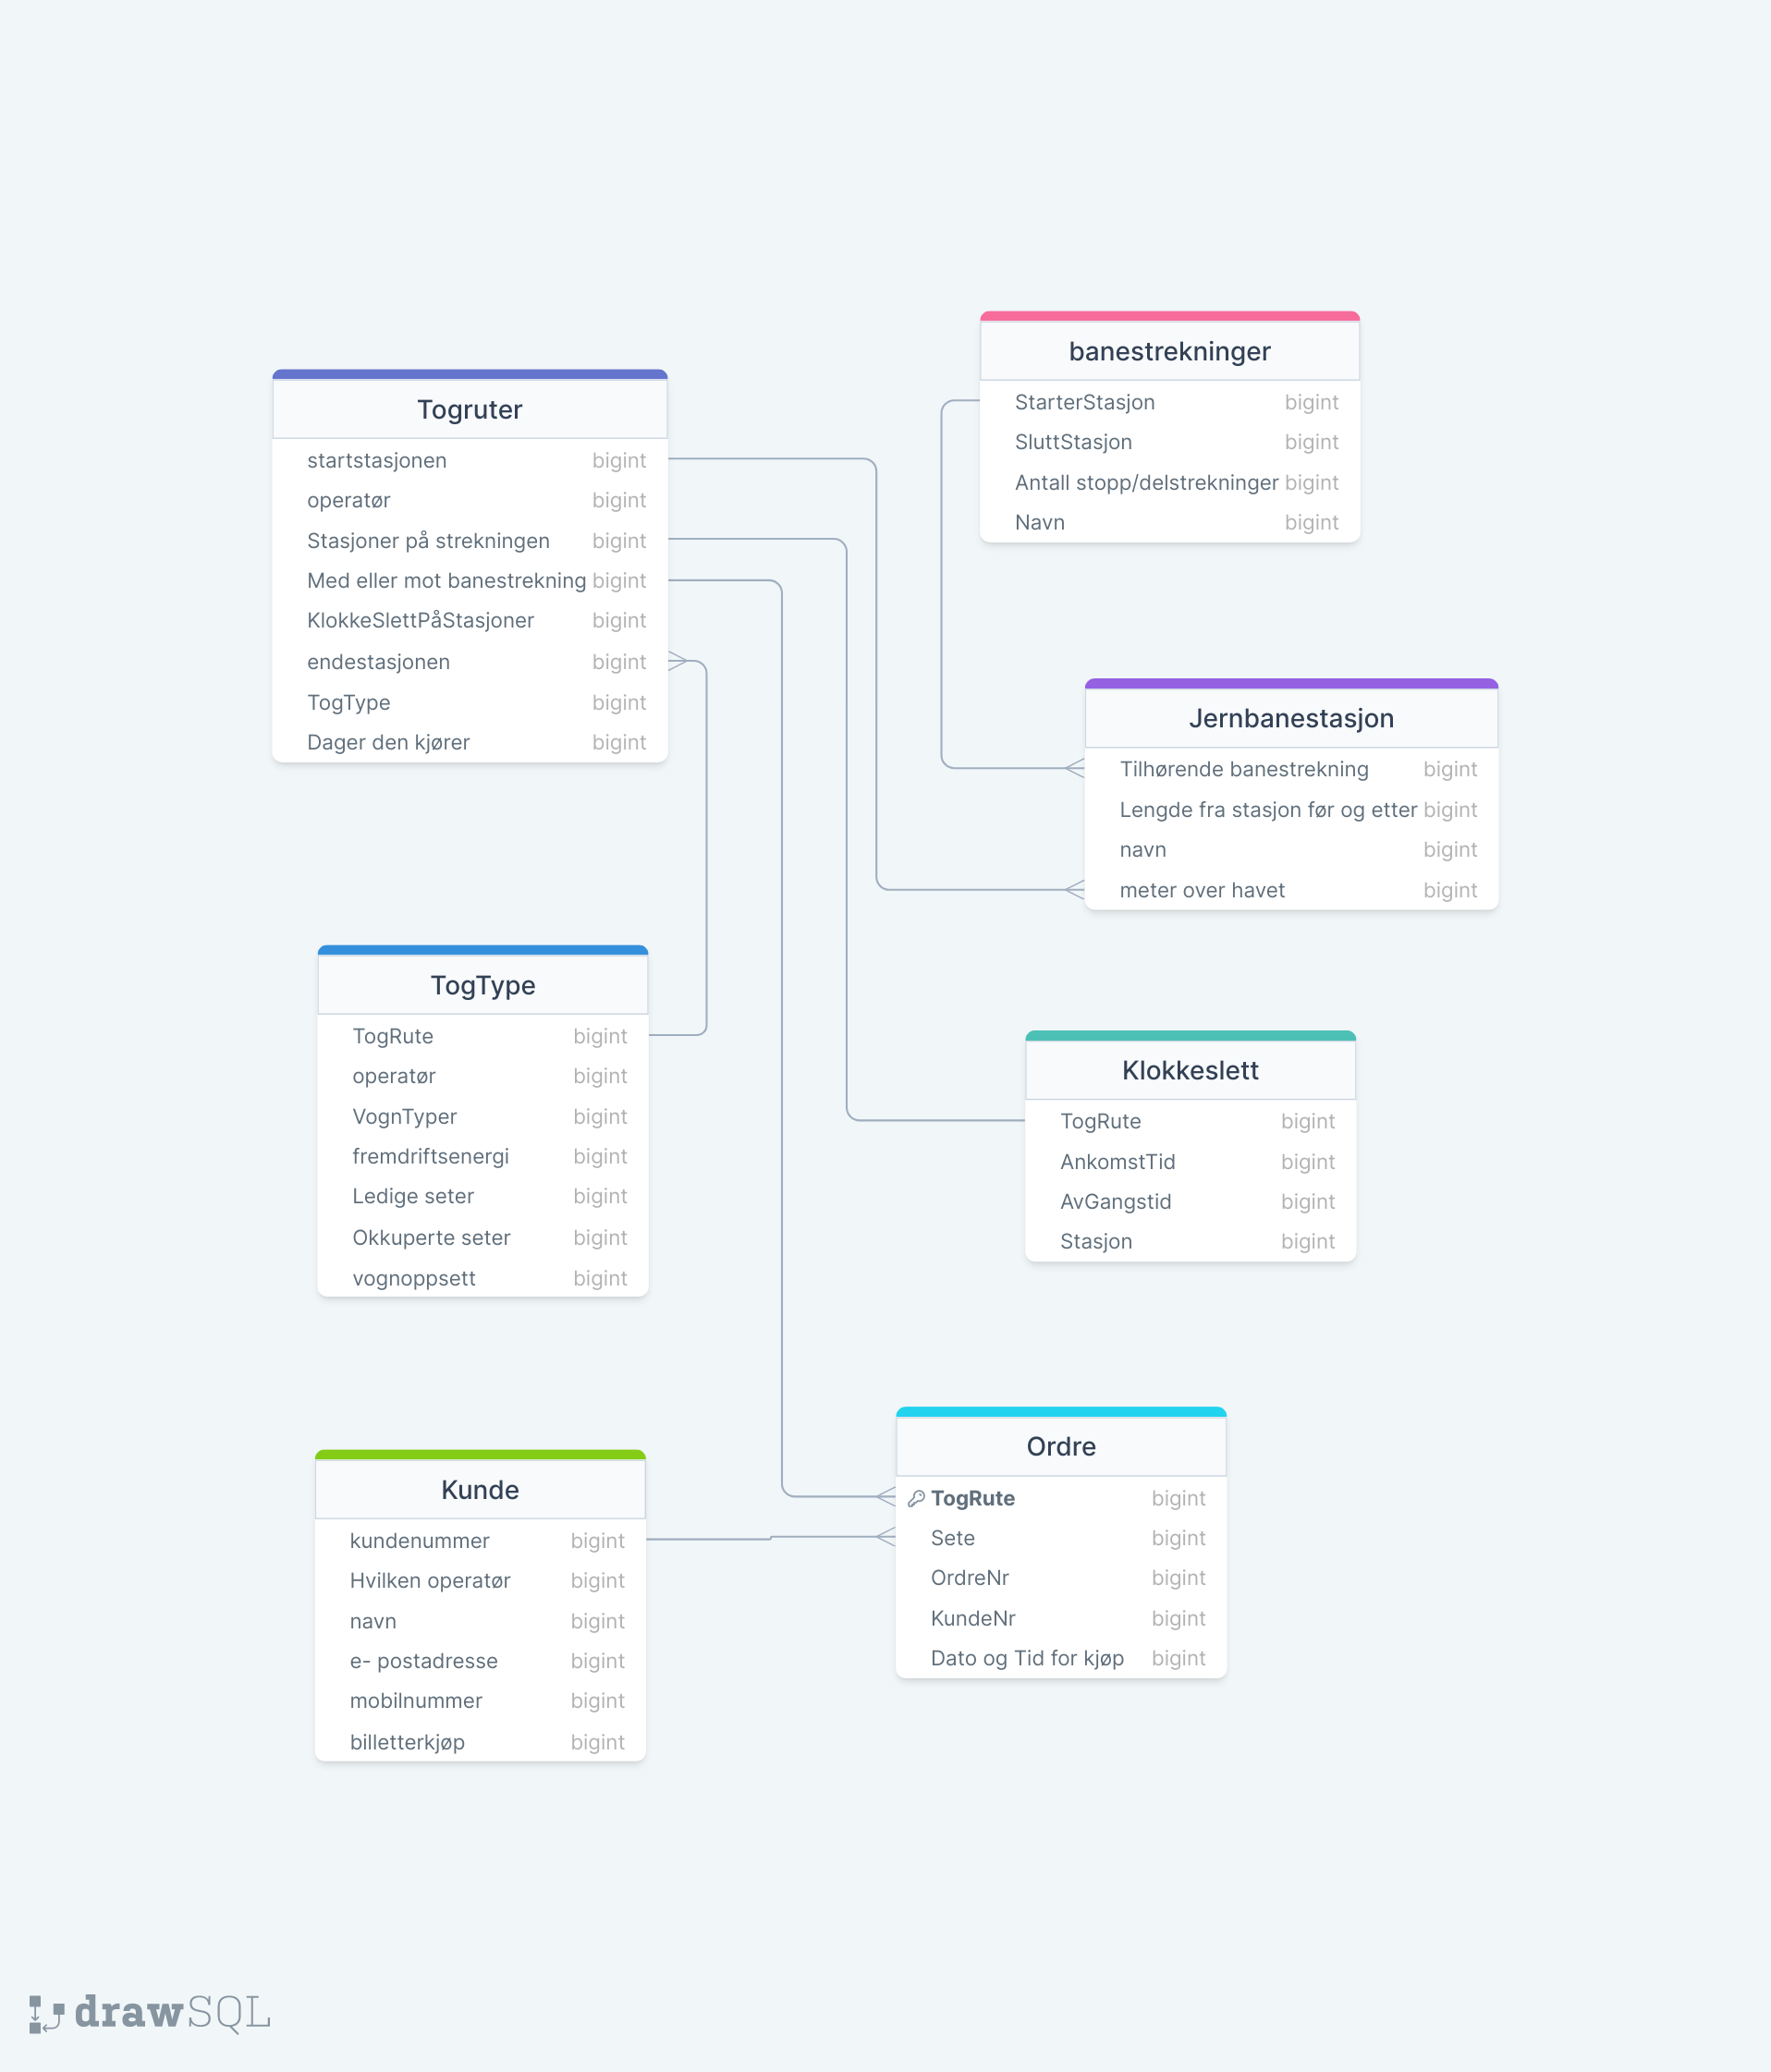 Togruter
startstasjonen bigint
operatør bigint
Stasjoner på strekningen bigint
Med eller mot banestrekning bigint
KlokkeSlettPåStasjoner bigint
endestasjonen bigint
TogType bigint
Dager den kjører bigint
banestrekninger
StarterStasjon bigint
SluttStasjon bigint
Antall stopp/delstrekninger bigint
Navn bigint
Jernbanestasjon
Tilhørende banestrekning bigint
Lengde fra stasjon før og etter bigint
navn bigint
meter over havet bigint
TogType
TogRute bigint
operatør bigint
VognTyper bigint
fremdriftsenergi bigint
Ledige seter bigint
Okkuperte seter bigint
vognoppsett bigint
Klokkeslett
TogRute bigint
AnkomstTid bigint
AvGangstid bigint
Stasjon bigint
Kunde
kundenummer bigint
Hvilken operatør bigint
navn bigint
e- postadresse bigint
mobilnummer bigint
billetterkjøp bigint
Ordre
TogRute bigint
Sete bigint
OrdreNr bigint
KundeNr bigint
Dato og Tid for kjøp bigint
drawSQL